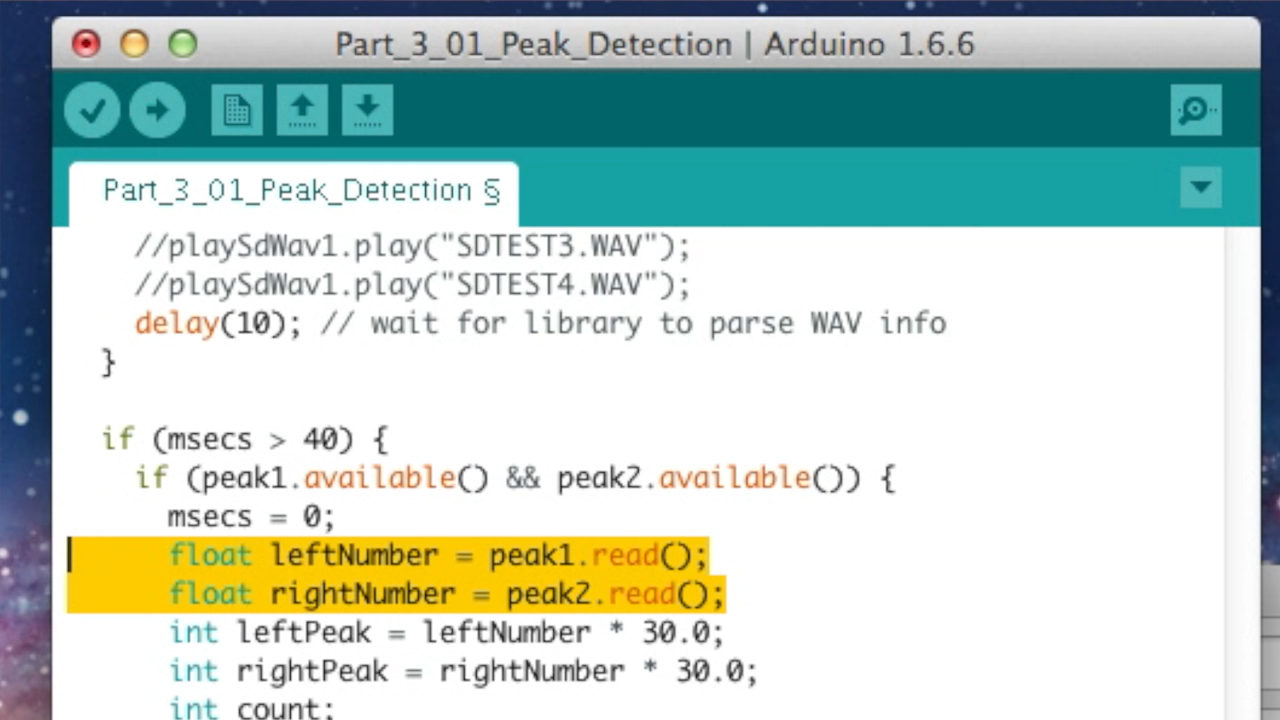 Part_3_01_Peak_Detection | Arduino 1.6.6
Part_3_01_Peak_Detection §
//playSdWav1.play("SDTEST3.WAV");
//playSdWav1.play("SDTEST4.WAV");
delay(10); // wait for library to parse WAV info
}
if (msecs > 40) {
if (peak1.available() && peak2.available()) {
msecs = 0;
float leftNumber = peak1.read();
float rightNumber = peak2.read();
int leftPeak = leftNumber * 30.0;
int rightPeak = rightNumber * 30.0;
int count;